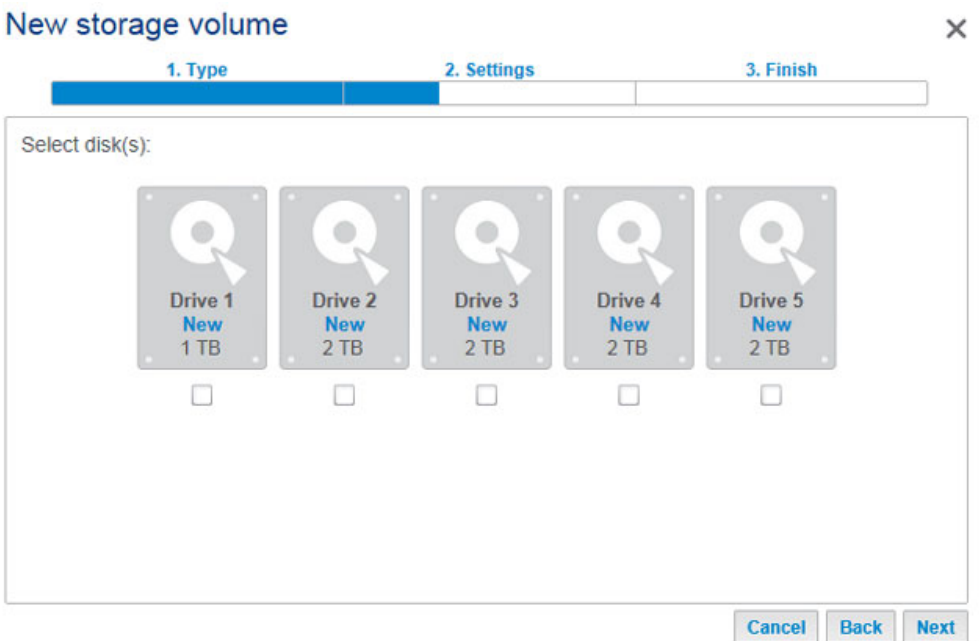 New storage volume
1. Type 2. Settings 3. Finish
Select disk(s):
Drive 1 Drive 2 Drive 3 Drive 4 Drive 5
New New New New New
1 TB 2 TB 2 TB 2 TB 2 TB
Cancel Back Next